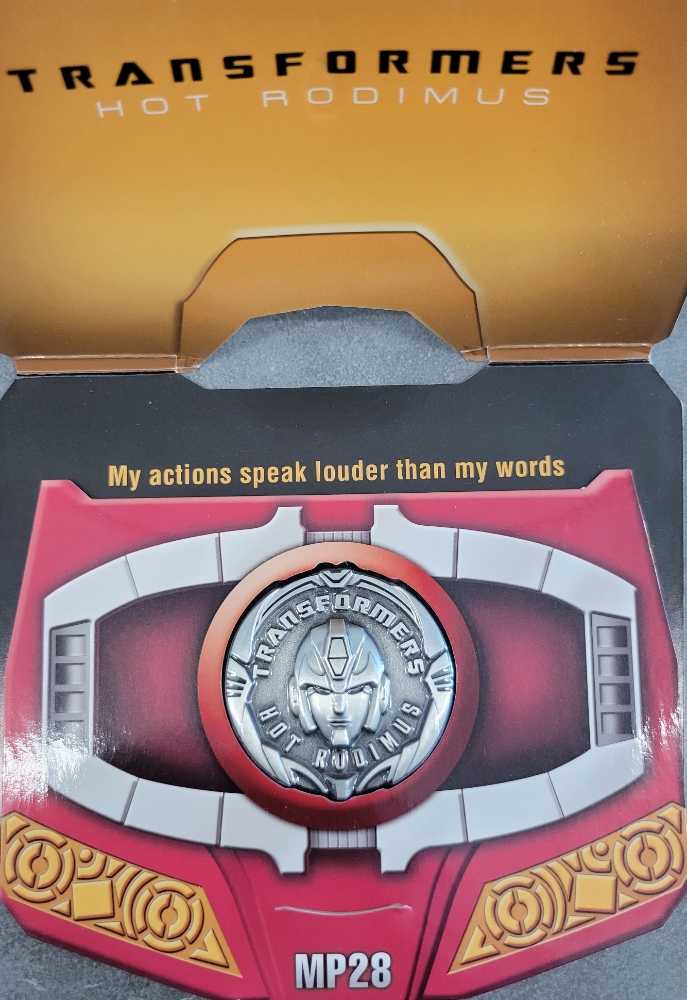 TRANSFORMERS
HOT RODIMUS
My actions speak louder than my words
TRANSFORMERS
HOT RODIMUS
MP28